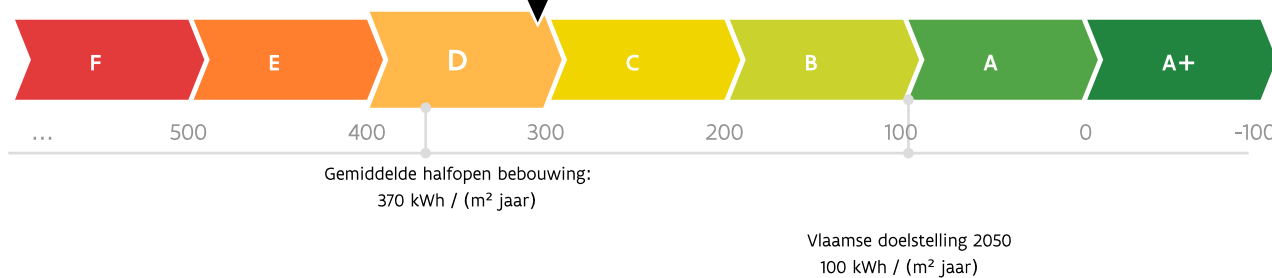 F E D C B A A+
... 500 400 300 200 100 0 -100
Gemiddelde halfopen bebouwing:
370 kWh / (m² jaar)
Vlaamse doelstelling 2050
100 kWh / (m² jaar)